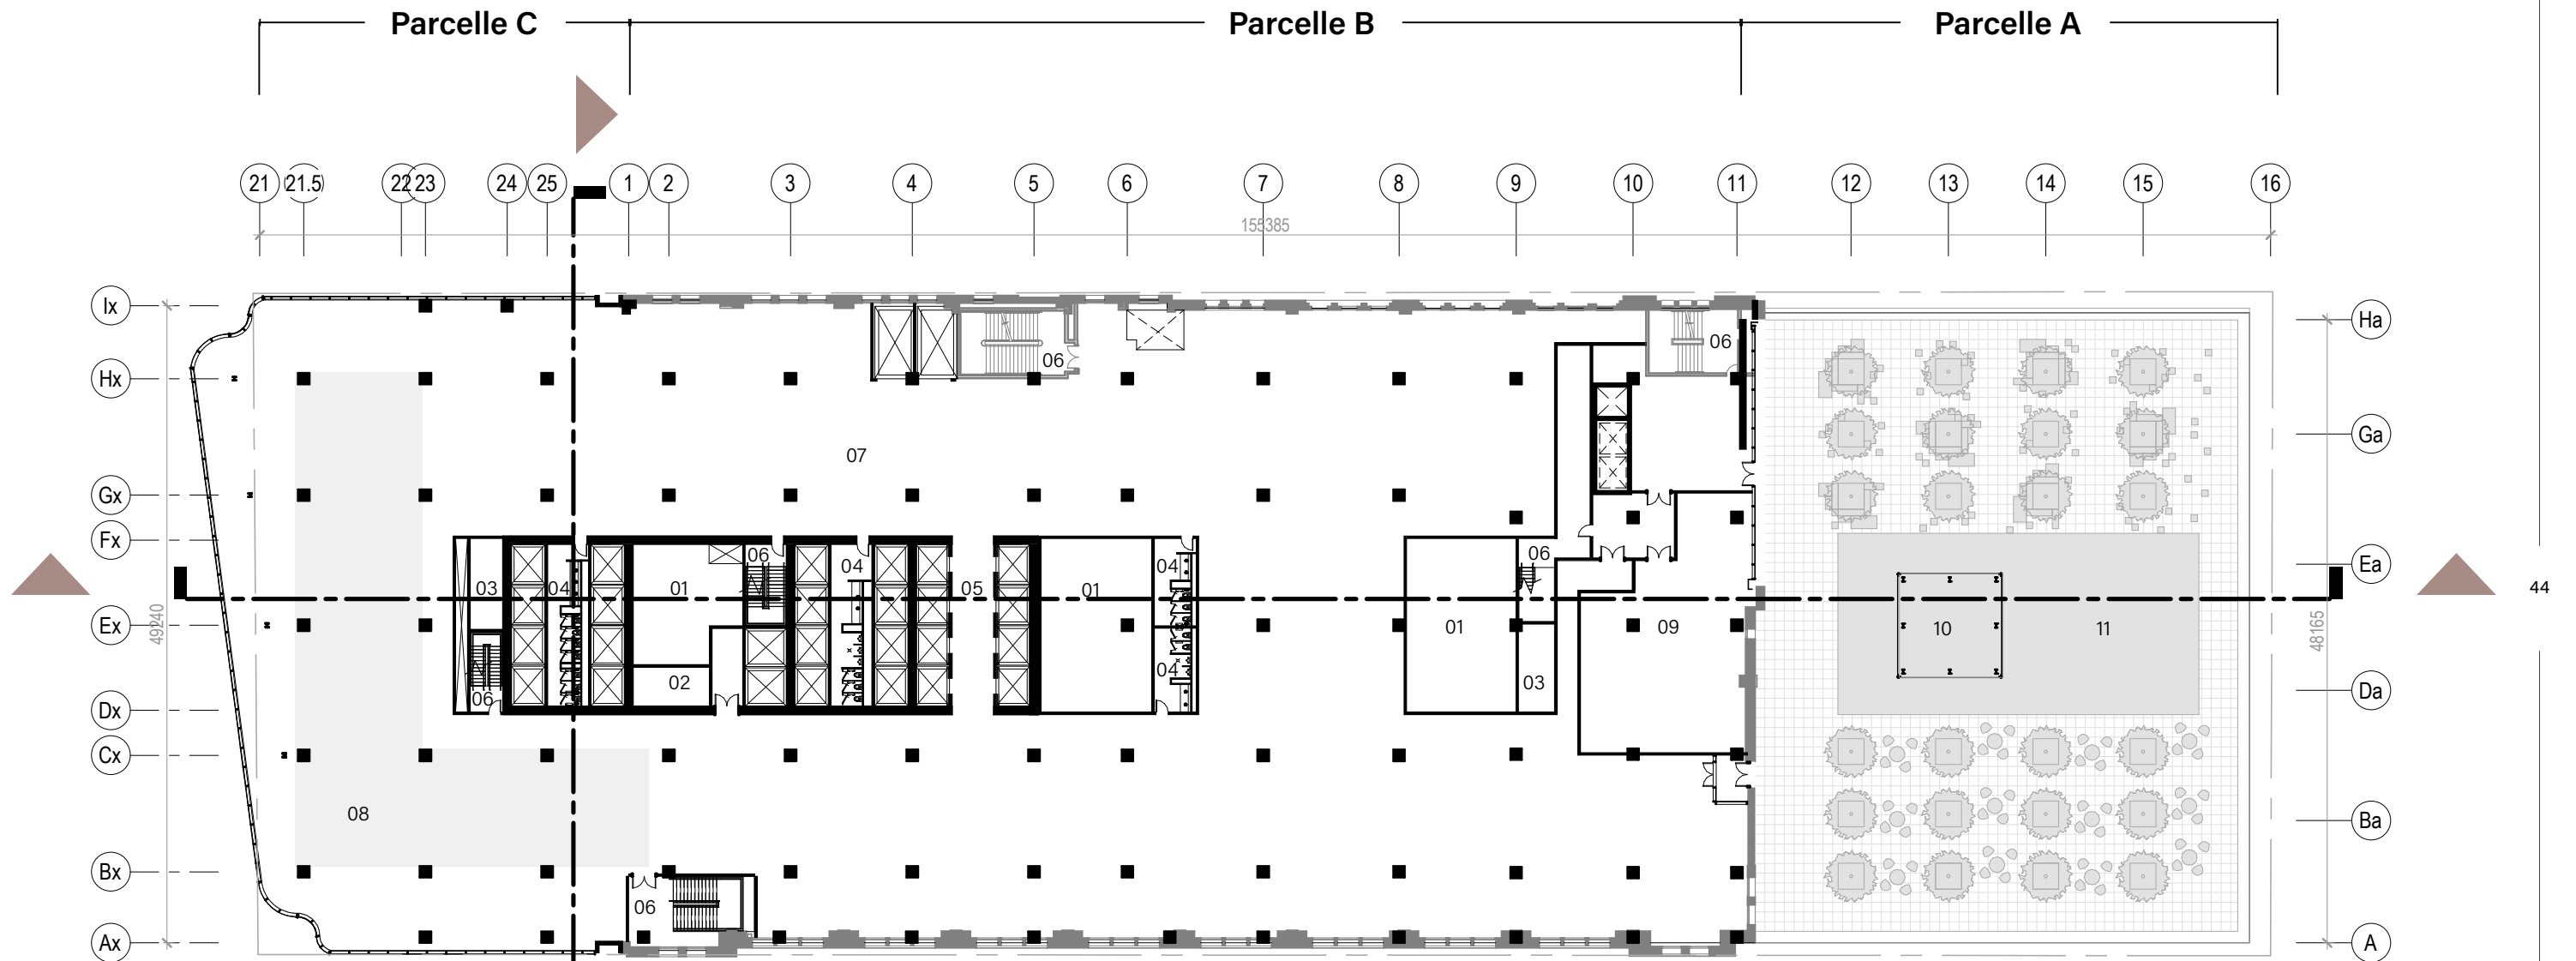 Parcelle C Parcelle B Parcelle A
21 21.5 22 23 24 25 1 2 3 4 5 6 7 8 9 10 11 12 13 14 15 16
155385
Ix Ha
06 06
Hx
Ga
07
Gx
Fx
06 04 04 06 Ea
03 04 01 05 01
44
Ex 49240 01 09 10 11 48165
02 04 03
06 Da
Dx
Cx
08 Ba
Bx
06
Ax A